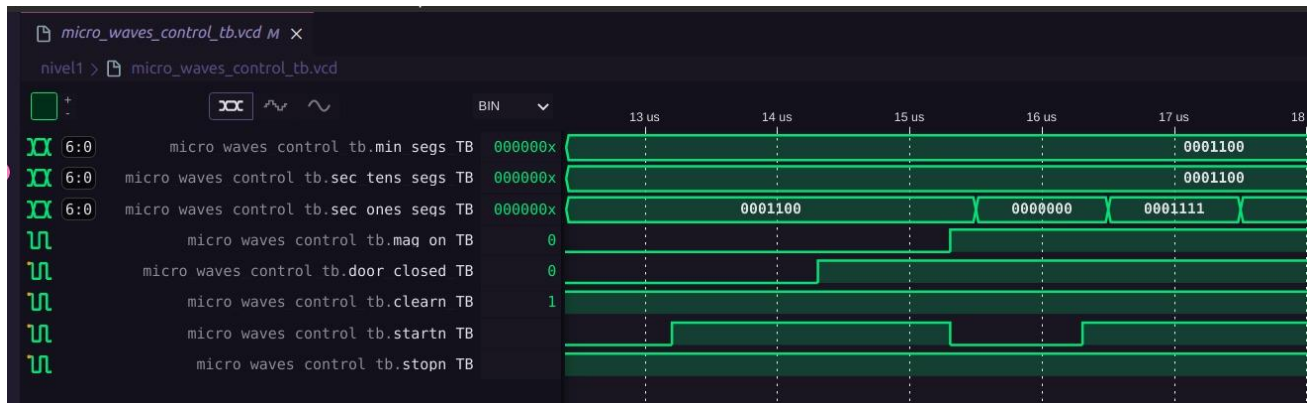 micro_waves_control_tb.vcd M ×
nivel1 > micro_waves_control_tb.vcd
+
-
BIN
13 us 14 us 15 us 16 us 17 us 18
6:0 micro waves control tb.min segs TB 000000x 0001100
6:0 micro waves control tb.sec tens segs TB 000000x 0001100
6:0 micro waves control tb.sec ones segs TB 000000x 0001100 0000000 0001111
micro waves control tb.mag on TB 0
micro waves control tb.door closed TB 0
micro waves control tb.clearn TB 1
micro waves control tb.startn TB
micro waves control tb.stopn TB